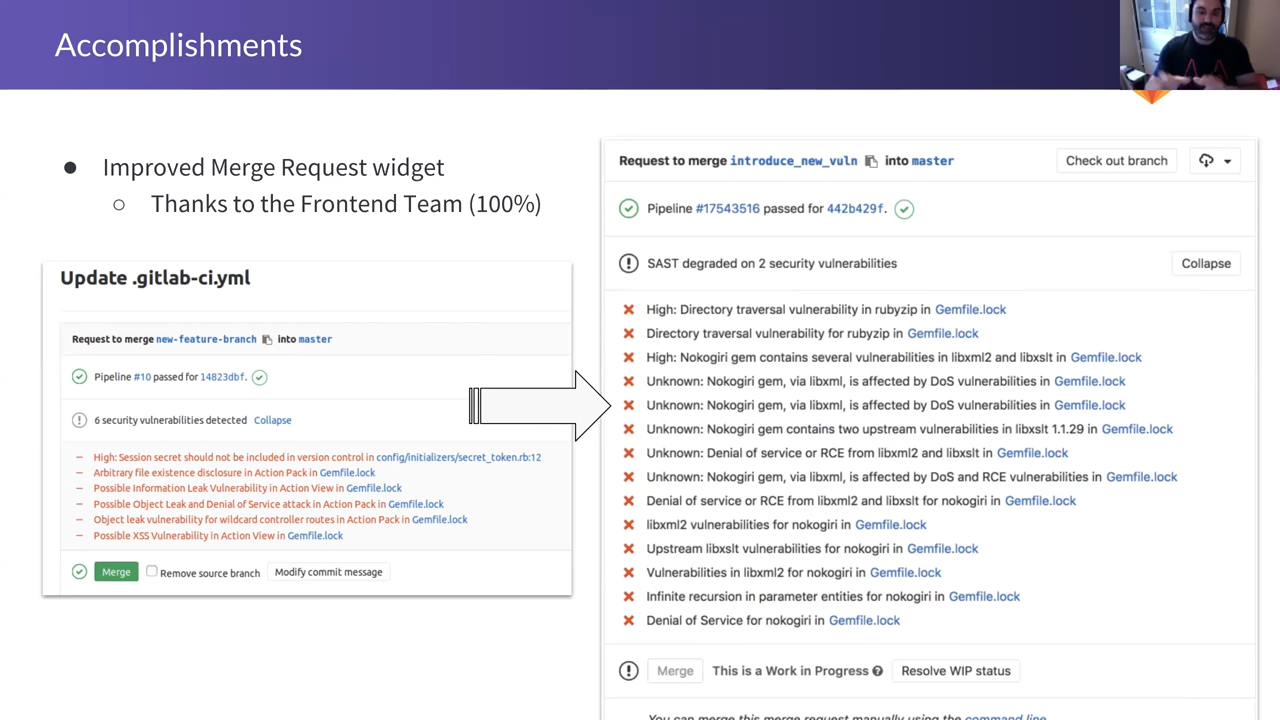 Accomplishments
● Improved Merge Request widget
○ Thanks to the Frontend Team (100%)
Update .gitlab-ci.yml
Request to merge new-feature-branch into master
Pipeline #10 passed for 14823dbf.
6 security vulnerabilities detected Collapse
– High: Session secret should not be included in version control in config/initializers/secret_token.rb:12
– Arbitrary file existence disclosure in Action Pack in Gemfile.lock
– Possible Information Leak Vulnerability in Action View in Gemfile.lock
– Possible Object Leak and Denial of Service attack in Action Pack in Gemfile.lock
– Object leak vulnerability for wildcard controller routes in Action Pack in Gemfile.lock
– Possible XSS Vulnerability in Action View in Gemfile.lock
Merge Remove source branch Modify commit message
Request to merge introduce_new_vuln into master Check out branch
Pipeline #17543516 passed for 442b429f.
SAST degraded on 2 security vulnerabilities Collapse
High: Directory traversal vulnerability in rubyzip in Gemfile.lock
Directory traversal vulnerability for rubyzip in Gemfile.lock
High: Nokogiri gem contains several vulnerabilities in libxml2 and libxslt in Gemfile.lock
Unknown: Nokogiri gem, via libxml, is affected by DoS vulnerabilities in Gemfile.lock
Unknown: Nokogiri gem, via libxml, is affected by DoS vulnerabilities in Gemfile.lock
Unknown: Nokogiri gem contains two upstream vulnerabilities in libxslt 1.1.29 in Gemfile.lock
Unknown: Denial of service or RCE from libxml2 and libxslt in Gemfile.lock
Unknown: Nokogiri gem, via libxml, is affected by DoS and RCE vulnerabilities in Gemfile.lock
Denial of service or RCE from libxml2 and libxslt for nokogiri in Gemfile.lock
libxml2 vulnerabilities for nokogiri in Gemfile.lock
Upstream libxslt vulnerabilities for nokogiri in Gemfile.lock
Vulnerabilities in libxml2 for nokogiri in Gemfile.lock
Infinite recursion in parameter entities for nokogiri in Gemfile.lock
Denial of Service for nokogiri in Gemfile.lock
Merge This is a Work in Progress Resolve WIP status
You can merge this merge request manually using the command line